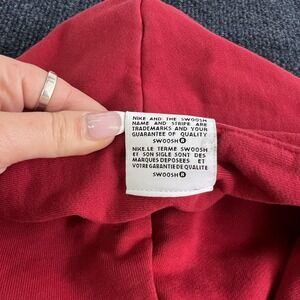 NIKE AND THE SWOOSH
NAME AND STRIPE ARE
TRADEMARKS AND YOUR
GUARANTEE OF QUALITY
SWOOSH®
NIKE.LE TERME SWOOSH
ET SON SIGLE SONT DES
MARQUES DEPOSEES ET
VOTRE GARANTIE DE QUALITE
SWOOSH®